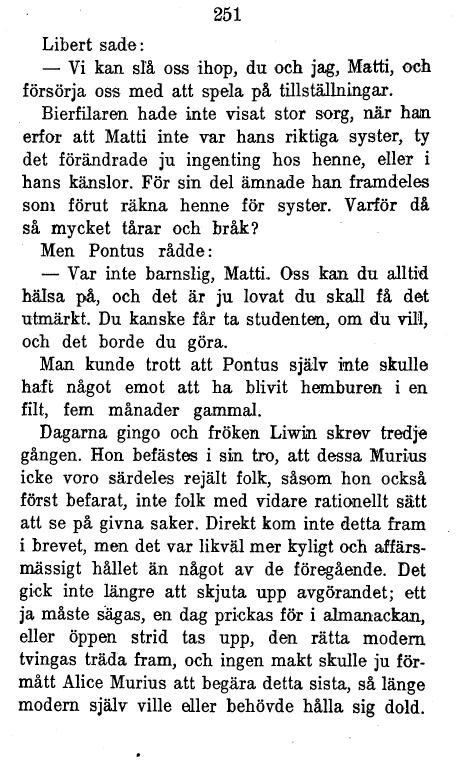 251
Libert sade:
— Vi kan slå oss ihop, du och jag, Matti, och
försörja oss med att spela på tillställningar.
Bierfilaren hade inte visat stor sorg, när han
erfor att Matti inte var hans riktiga syster, ty
det förändrade ju ingenting hos henne, eller i
hans känslor. För sin del ämnade han framdeles
som förut räkna henne för syster. Varför då
så mycket tårar och bråk?
Men Pontus rådde:
— Var inte barnslig, Matti. Oss kan du alltid
hälsa på, och det är ju lovat du skall få det
utmärkt. Du kanske får ta studenten, om du vill,
och det borde du göra.
Man kunde trott att Pontus själv inte skulle
haft något emot att ha blivit hemburen i en
filt, fem månader gammal.
Dagarna gingo och fröken Liwin skrev tredje
gången. Hon befästes i sin tro, att dessa Murius
icke voro särdeles rejält folk, såsom hon också
först befarat, inte folk med vidare rationellt sätt
att se på givna saker. Direkt kom inte detta fram
i brevet, men det var likväl mer kyligt och affärs-
mässigt hållet än något av de föregående. Det
gick inte längre att skjuta upp avgörandet; ett
ja måste sägas, en dag prickas för i almanackan,
eller öppen strid tas upp, den rätta modern
tvingas träda fram, och ingen makt skulle ju för-
mått Alice Murius att begära detta sista, så länge
modern själv ville eller behövde hålla sig dold.